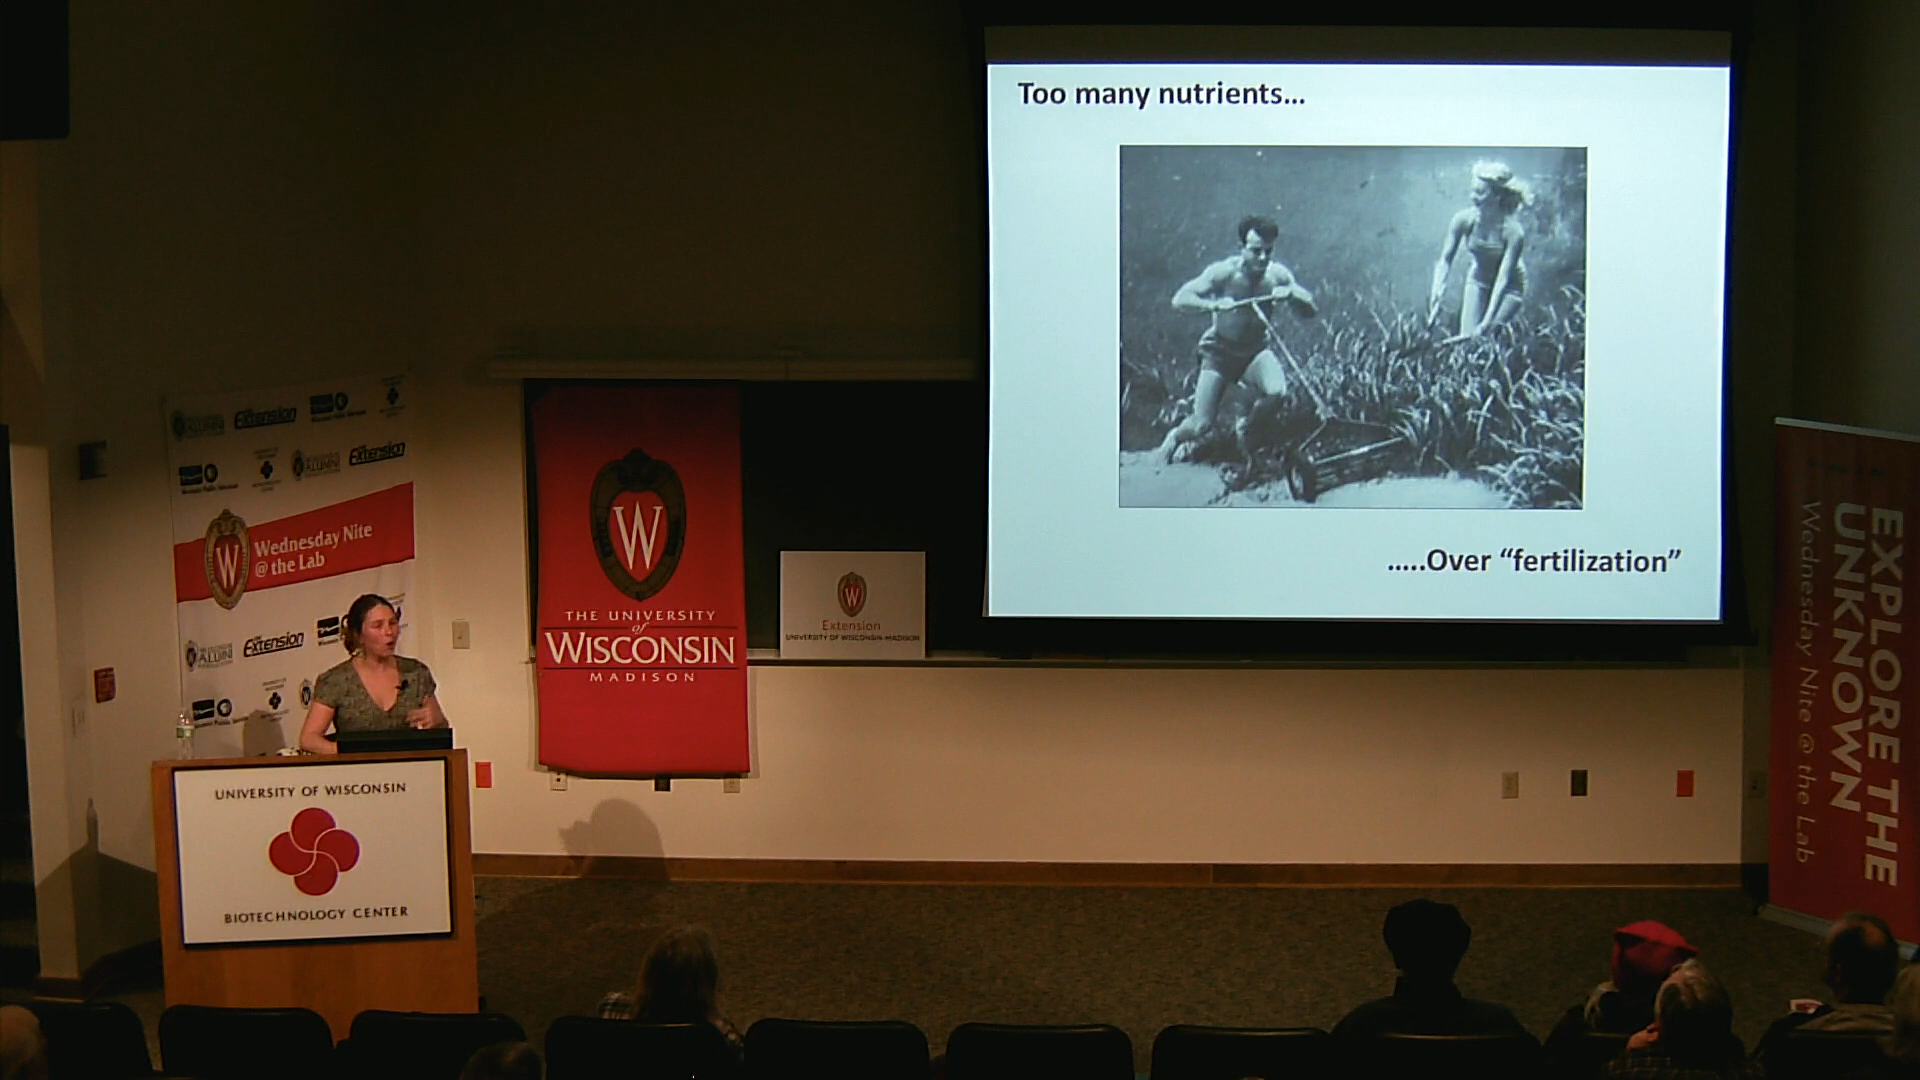 Too many nutrients...
.....Over “fertilization”
Extension
Extension
Wednesday Nite
@ the Lab
W
Extension
W
THE UNIVERSITY
of
WISCONSIN
MADISON
W
Extension
UNIVERSITY OF WISCONSIN-MADISON
UNIVERSITY OF WISCONSIN
BIOTECHNOLOGY CENTER
EXPLORE THE
UNKNOWN
Wednesday Nite @ the Lab